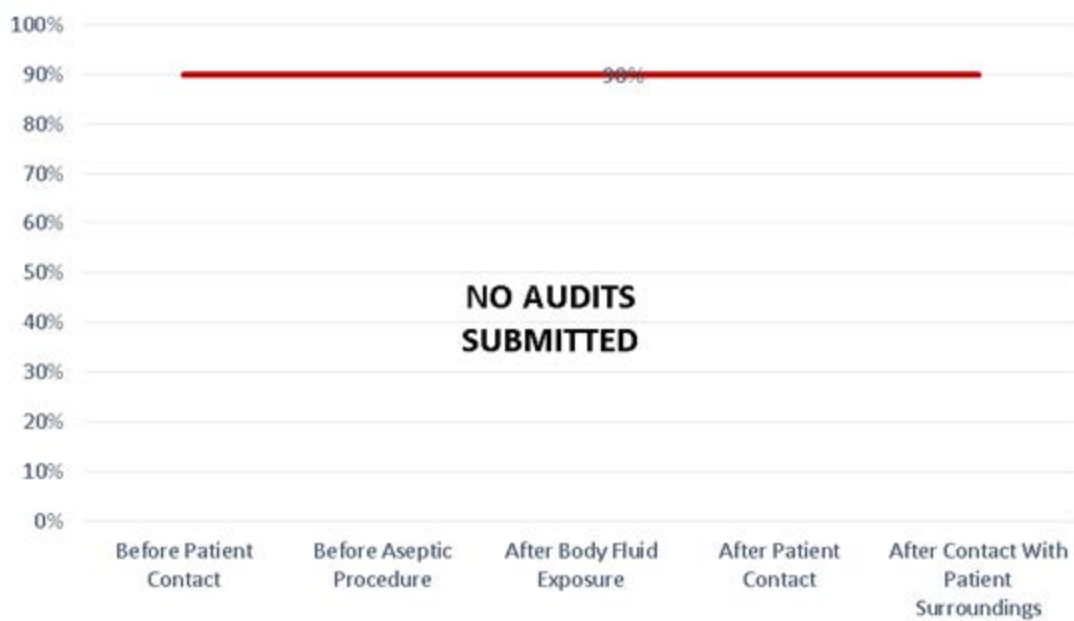 100%
90%
90%
80%
70%
60%
50%
40%
30%
20%
10%
0%
NO AUDITS
SUBMITTED
Before Patient
Contact
Before Aseptic
Procedure
After Body Fluid
Exposure
After Patient
Contact
After Contact With
Patient
Surroundings